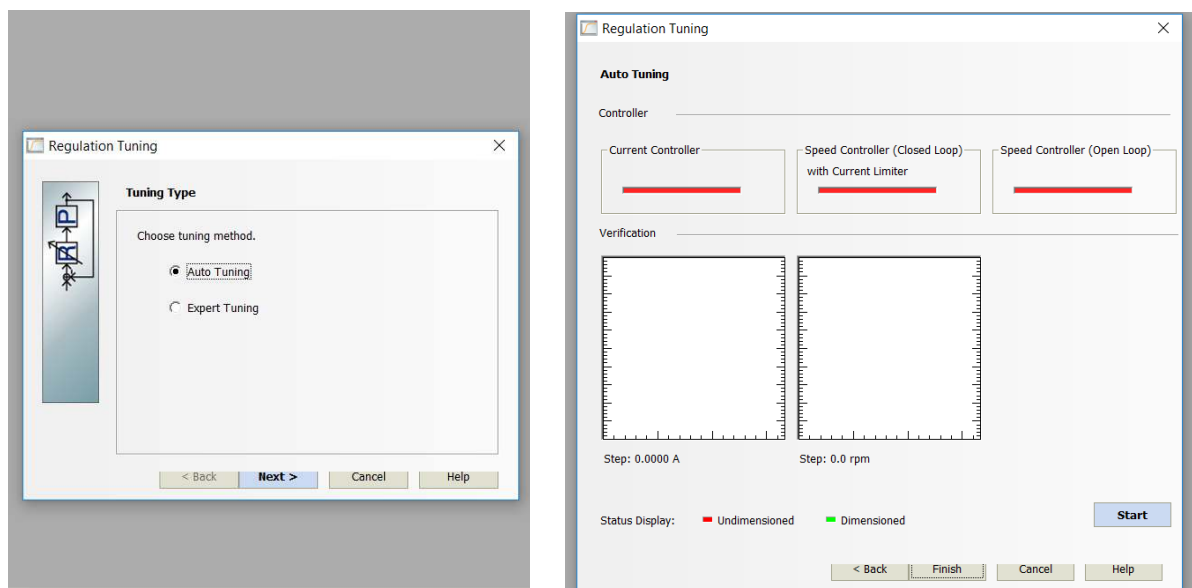 Regulation Tuning
Tuning Type
Choose tuning method.
Auto Tuning
Expert Tuning
P
R
< Back Next > Cancel Help
Regulation Tuning
Auto Tuning
Controller
Current Controller Speed Controller (Closed Loop) Speed Controller (Open Loop)
with Current Limiter
Verification
Step: 0.0000 A Step: 0.0 rpm
Status Display: Undimensioned Dimensioned Start
< Back Finish Cancel Help